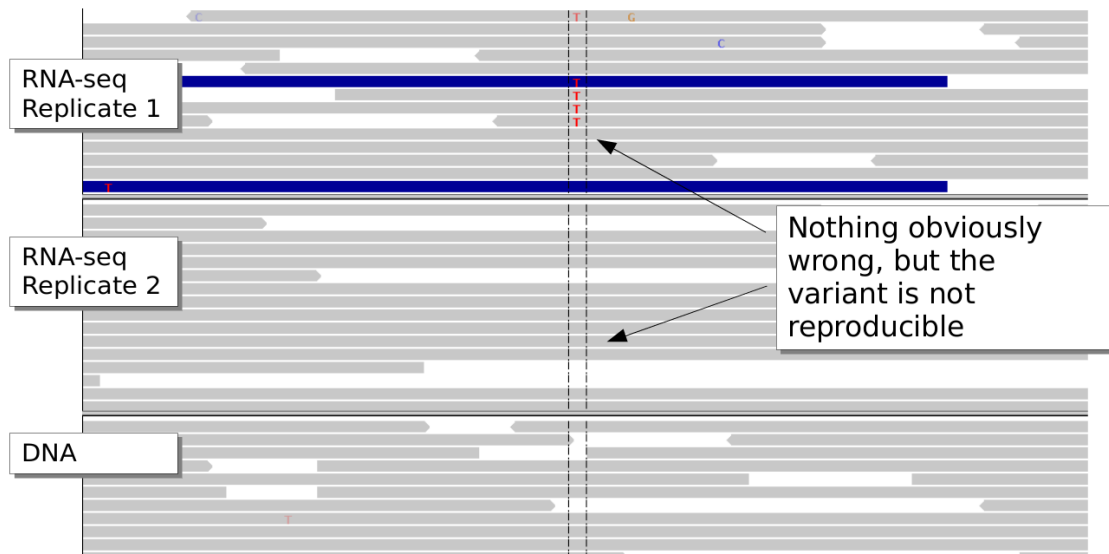 C
T
G
C
RNA-seq
Replicate 1
T
T
T
T
T
Nothing obviously
wrong, but the
variant is not
reproducible
RNA-seq
Replicate 2
DNA
T